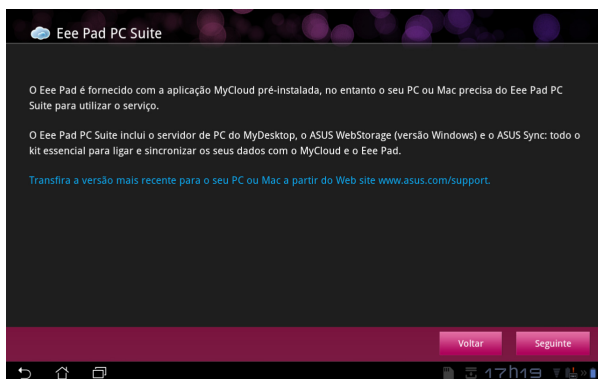 Eee Pad PC Suite
O Eee Pad é fornecido com a aplicação MyCloud pré-instalada, no entanto o seu PC ou Mac precisa do Eee Pad PC
Suite para utilizar o serviço.
O Eee Pad PC Suite inclui o servidor de PC do MyDesktop, o ASUS WebStorage (versão Windows) e o ASUS Sync: todo o
kit essencial para ligar e sincronizar os seus dados com o MyCloud e o Eee Pad.
Transfira a versão mais recente para o seu PC ou Mac a partir do Web site www.asus.com/support.
Voltar Seguinte
17h19